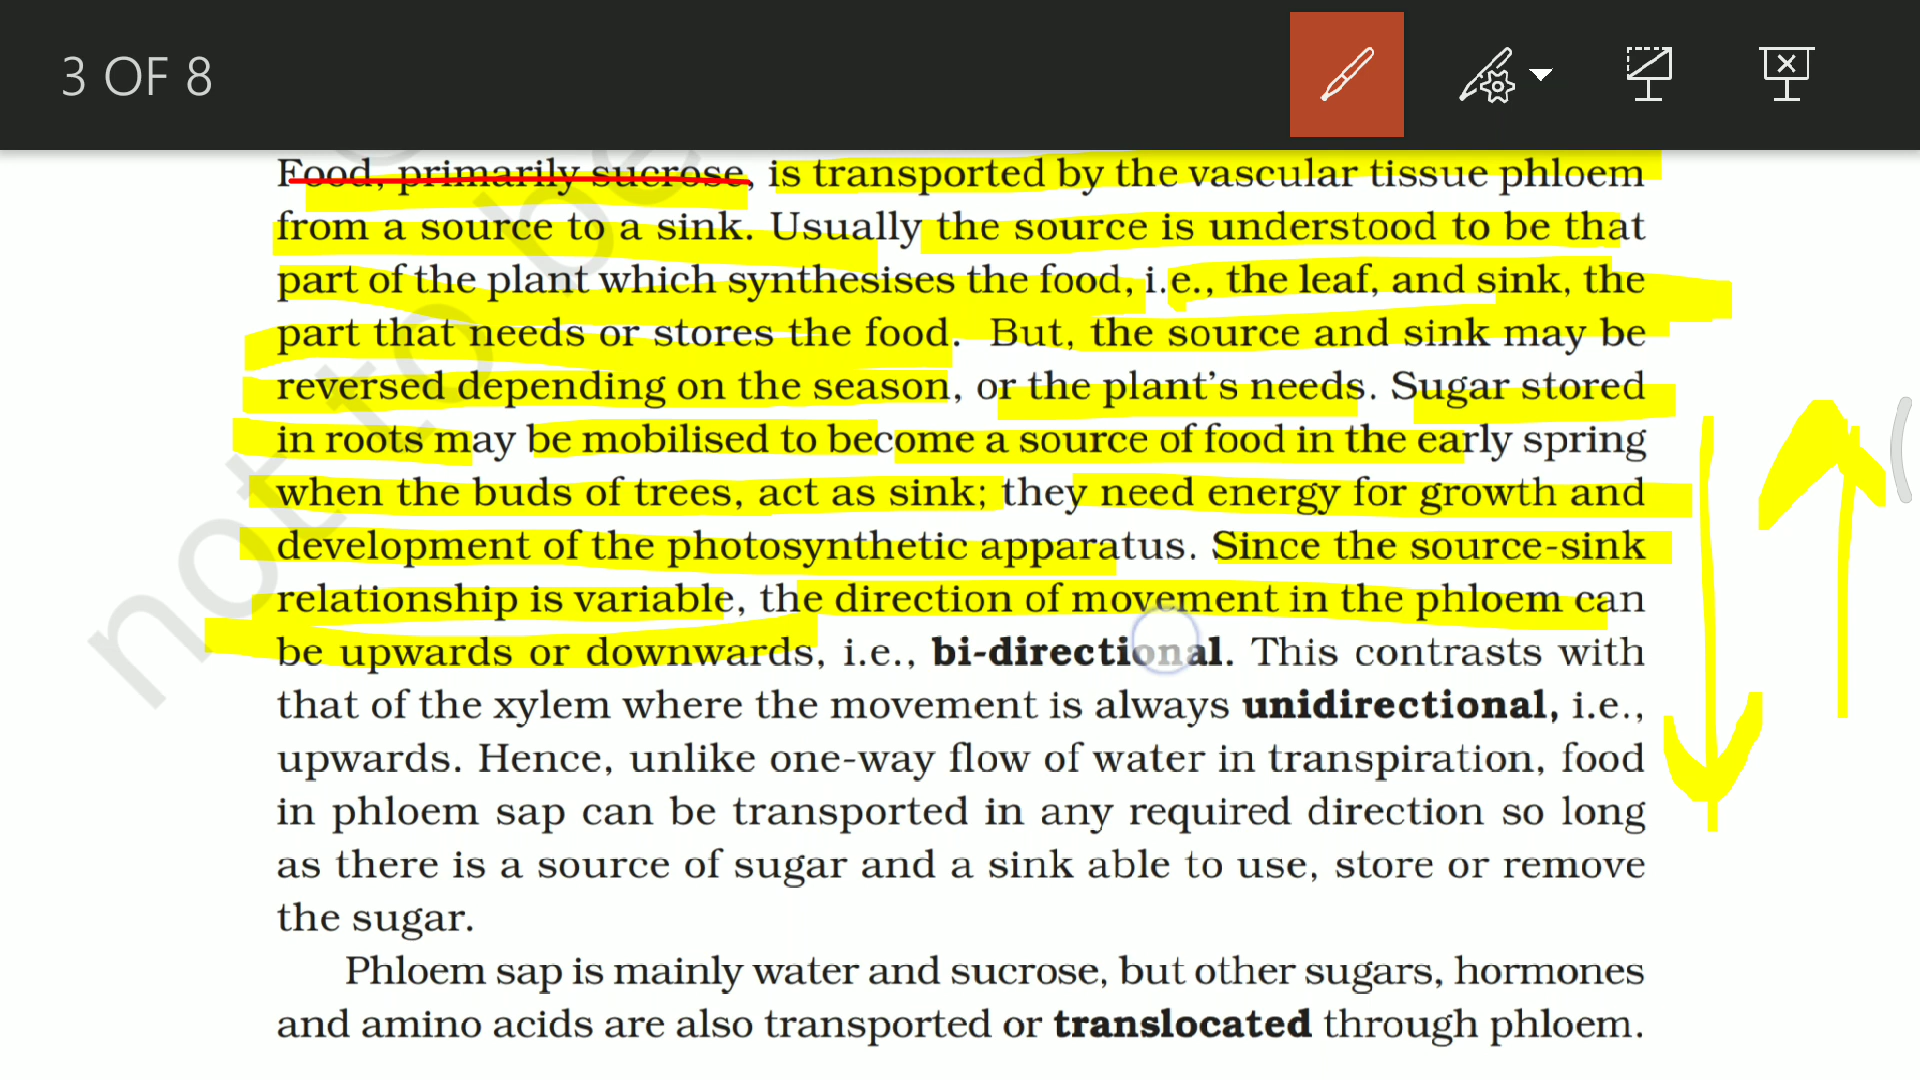 3 OF 8
Food, primarily sucrose, is transported by the vascular tissue phloem
from a source to a sink. Usually the source is understood to be that
part of the plant which synthesises the food, i.e., the leaf, and sink, the
part that needs or stores the food. But, the source and sink may be
reversed depending on the season, or the plant's needs. Sugar stored
in roots may be mobilised to become a source of food in the early spring
when the buds of trees, act as sink; they need energy for growth and
development of the photosynthetic apparatus. Since the source-sink
relationship is variable, the direction of movement in the phloem can
be upwards or downwards, i.e., bi-directional. This contrasts with
that of the xylem where the movement is always unidirectional, i.e.,
upwards. Hence, unlike one-way flow of water in transpiration, food
in phloem sap can be transported in any required direction so long
as there is a source of sugar and a sink able to use, store or remove
the sugar.
Phloem sap is mainly water and sucrose, but other sugars, hormones
and amino acids are also transported or translocated through phloem.
not to be